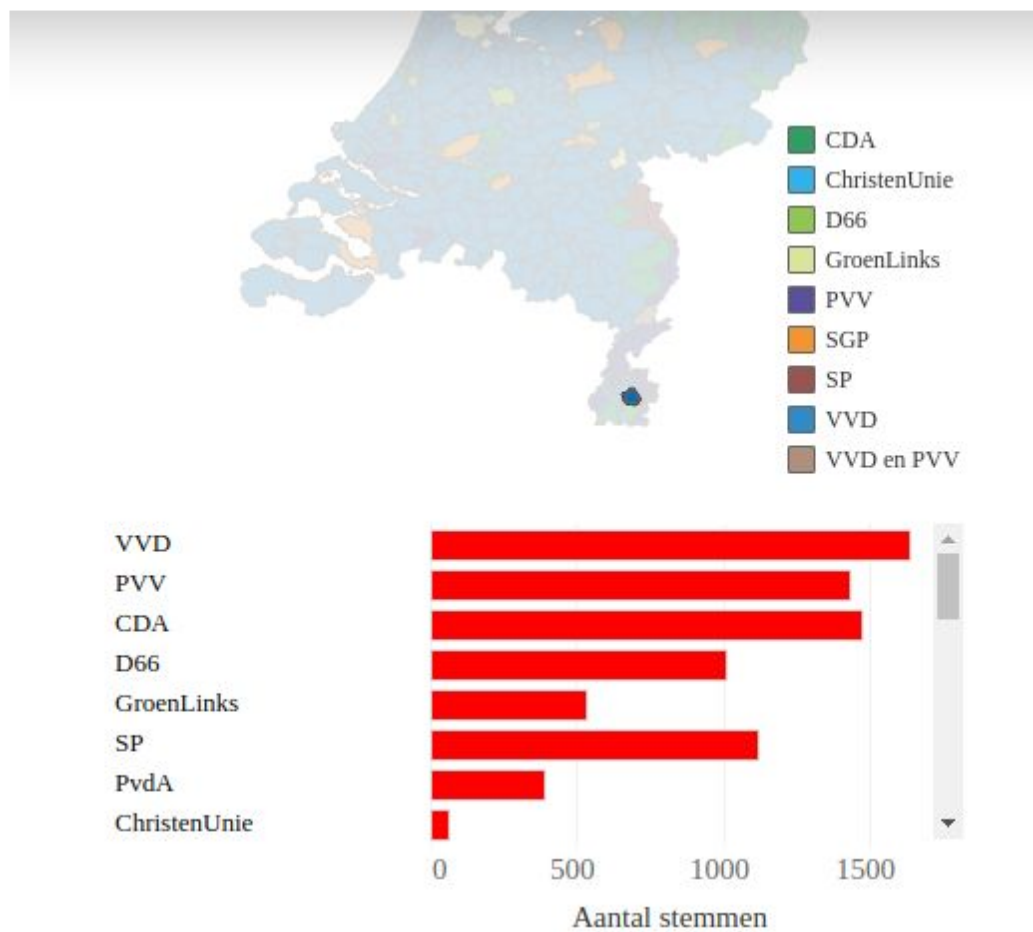 CDA
ChristenUnie
D66
GroenLinks
PVV
SGP
SP
VVD
VVD en PVV
VVD
PVV
CDA
D66
GroenLinks
SP
PvdA
ChristenUnie
0 500 1000 1500
Aantal stemmen